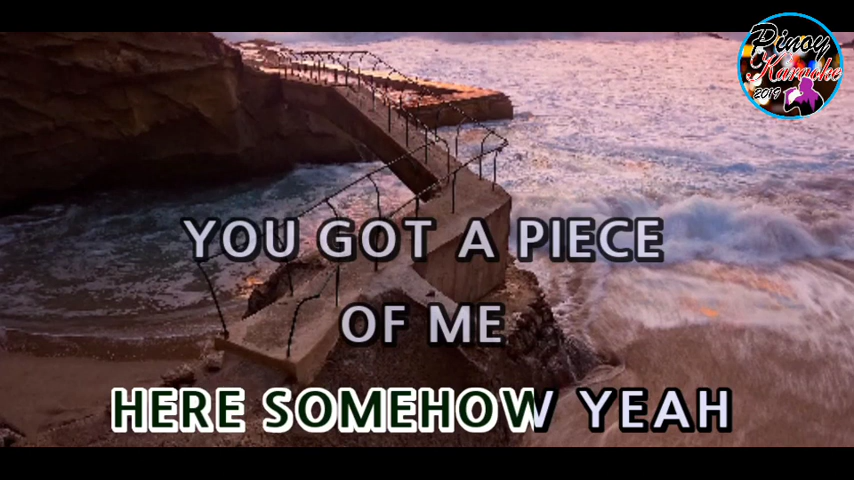 Pinoy
Karaoke
2019
YOU GOT A PIECE
OF ME
HERE SOMEHOW YEAH